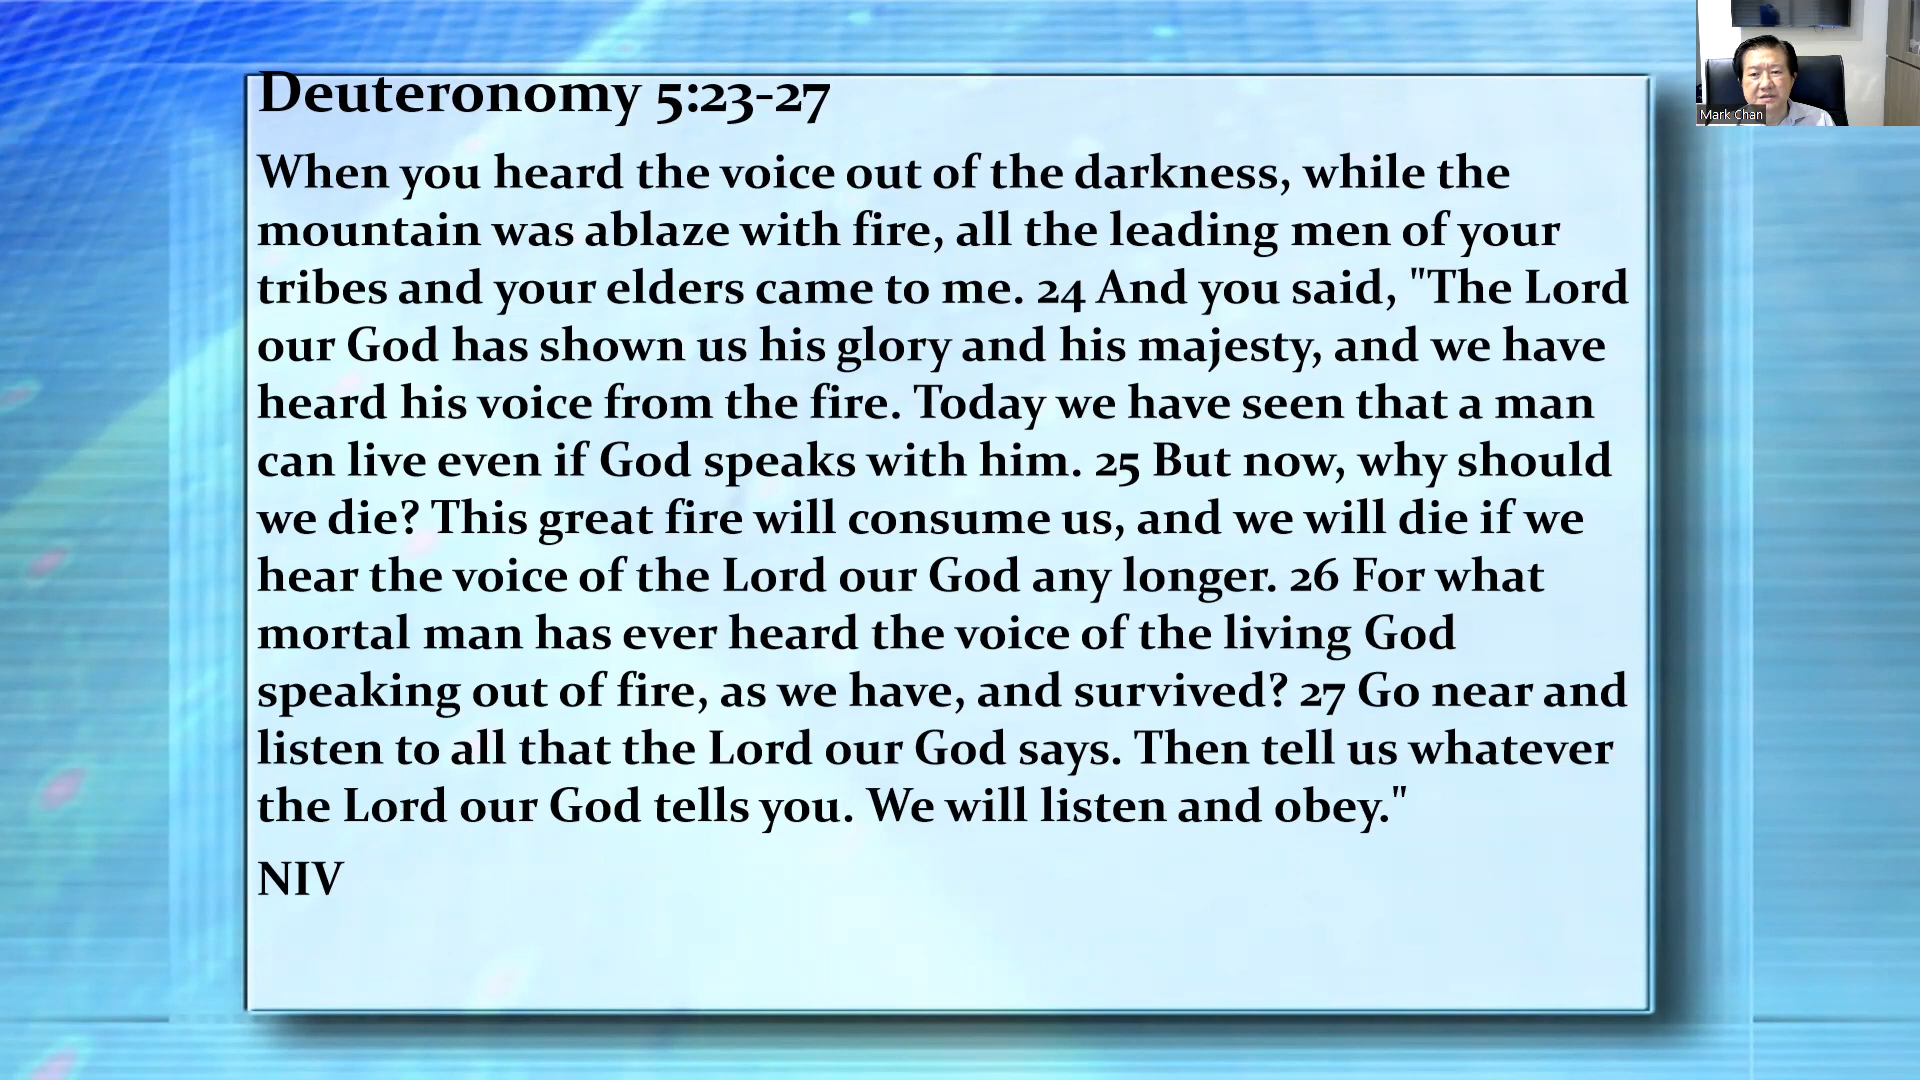 Deuteronomy 5:23-27
When you heard the voice out of the darkness, while the
mountain was ablaze with fire, all the leading men of your
tribes and your elders came to me. 24 And you said, "The Lord
our God has shown us his glory and his majesty, and we have
heard his voice from the fire. Today we have seen that a man
can live even if God speaks with him. 25 But now, why should
we die? This great fire will consume us, and we will die if we
hear the voice of the Lord our God any longer. 26 For what
mortal man has ever heard the voice of the living God
speaking out of fire, as we have, and survived? 27 Go near and
listen to all that the Lord our God says. Then tell us whatever
the Lord our God tells you. We will listen and obey."
NIV
Mark Chan